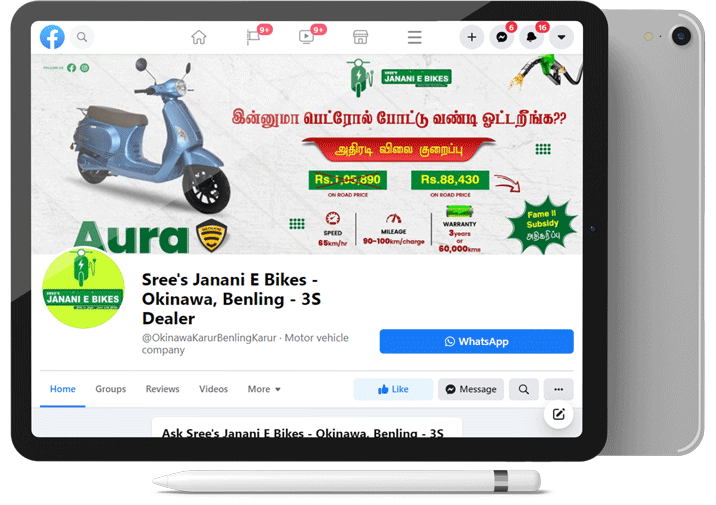 9+
9+
6
16
FOLLOW US
SREE'S
JANANI E BIKES
இன்னுமா பெட்ரோல் போட்டு வண்டி ஓட்டறீங்க??
அதிரடி விலை குறைப்பு
Rs.1,05,890
ON ROAD PRICE
Rs.88,430
ON ROAD PRICE
SPEED
65km/hr
MILEAGE
90-100km/charge
WARRANTY
3years
or
60,000kms
Fame II
Subsidy
அதிகரிப்பு
Aura
SREE'S
JANANI E BIKES
Sree's Janani E Bikes -
Okinawa, Benling - 3S
Dealer
@OkinawaKarurBenlingKarur · Motor vehicle
company
WhatsApp
Home
Groups
Reviews
Videos
More
Like
Message
Ask Sree's Janani E Bikes - Okinawa, Benling - 3S